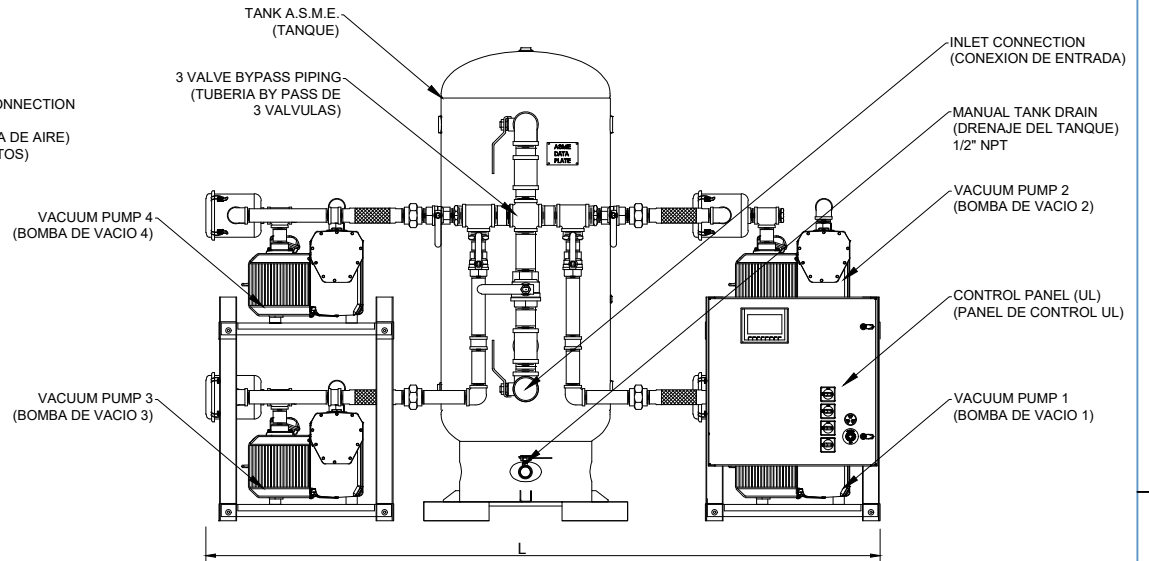 TANK A.S.M.E.
(TANQUE)
3 VALVE BYPASS PIPING
(TUBERIA BY PASS DE
3 VALVULAS)
ONNECTION
A DE AIRE)
TOS)
VACUUM PUMP 4
(BOMBA DE VACIO 4)
VACUUM PUMP 3
(BOMBA DE VACIO 3)
ASME
DATA
PLATE
INLET CONNECTION
(CONEXION DE ENTRADA)
MANUAL TANK DRAIN
(DRENAJE DEL TANQUE)
1/2" NPT
VACUUM PUMP 2
(BOMBA DE VACIO 2)
CONTROL PANEL (UL)
(PANEL DE CONTROL UL)
VACUUM PUMP 1
(BOMBA DE VACIO 1)
L